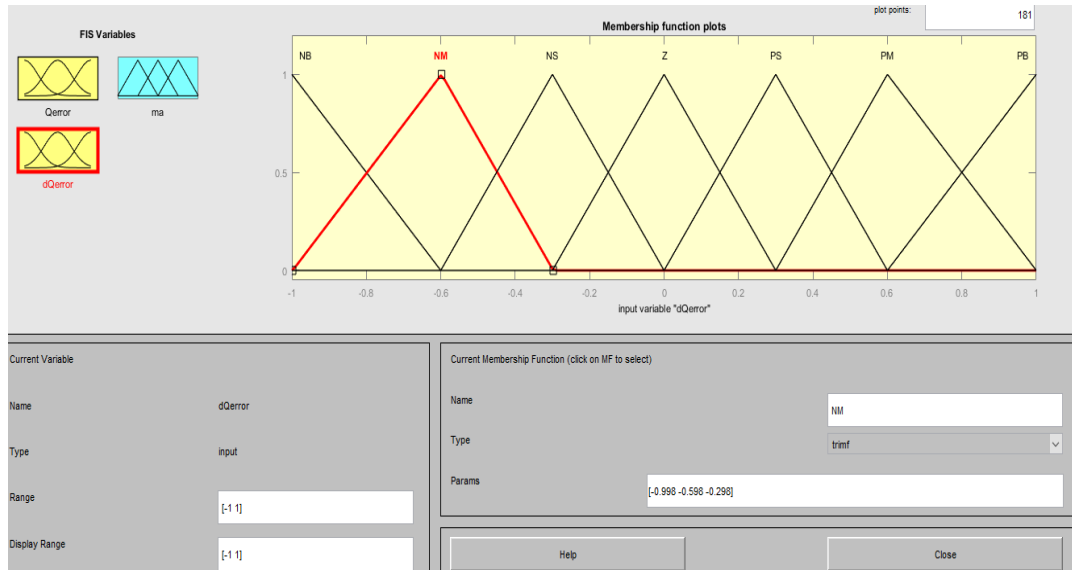 plot points:
181
FIS Variables
Membership function plots
Qerror
ma
dQerror
NB NM NS Z PS PM PB
1
0.5
0
-1 -0.8 -0.6 -0.4 -0.2 0 0.2 0.4 0.6 0.8 1
input variable "dQerror"
Current Variable
Name dQerror
Type input
Range [-1 1]
Display Range [-1 1]
Current Membership Function (click on MF to select)
Name NM
Type trimf
Params [-0.998 -0.598 -0.298]
Help Close